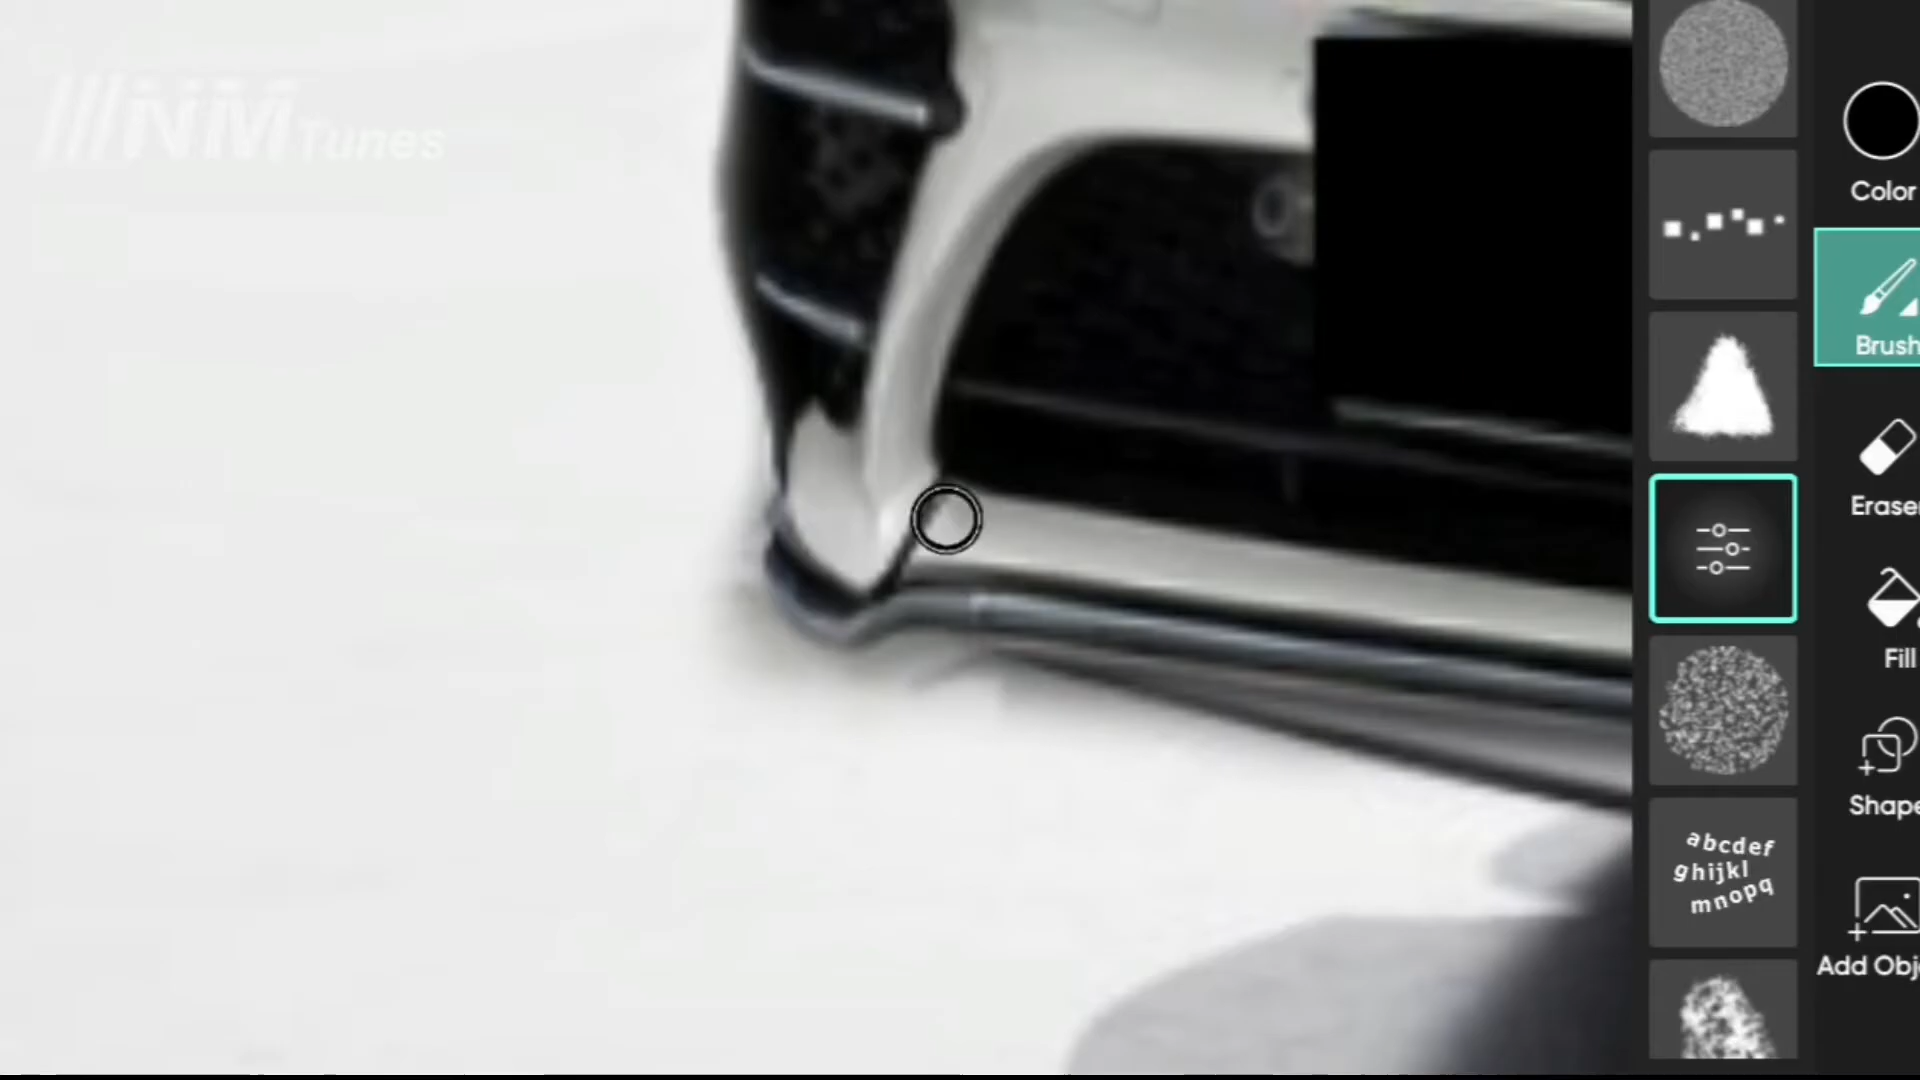 ///NM Tunes
Color
Brush
Erase
Fill
Shape
abcdef
ghijkl
mnopq
Add Obj